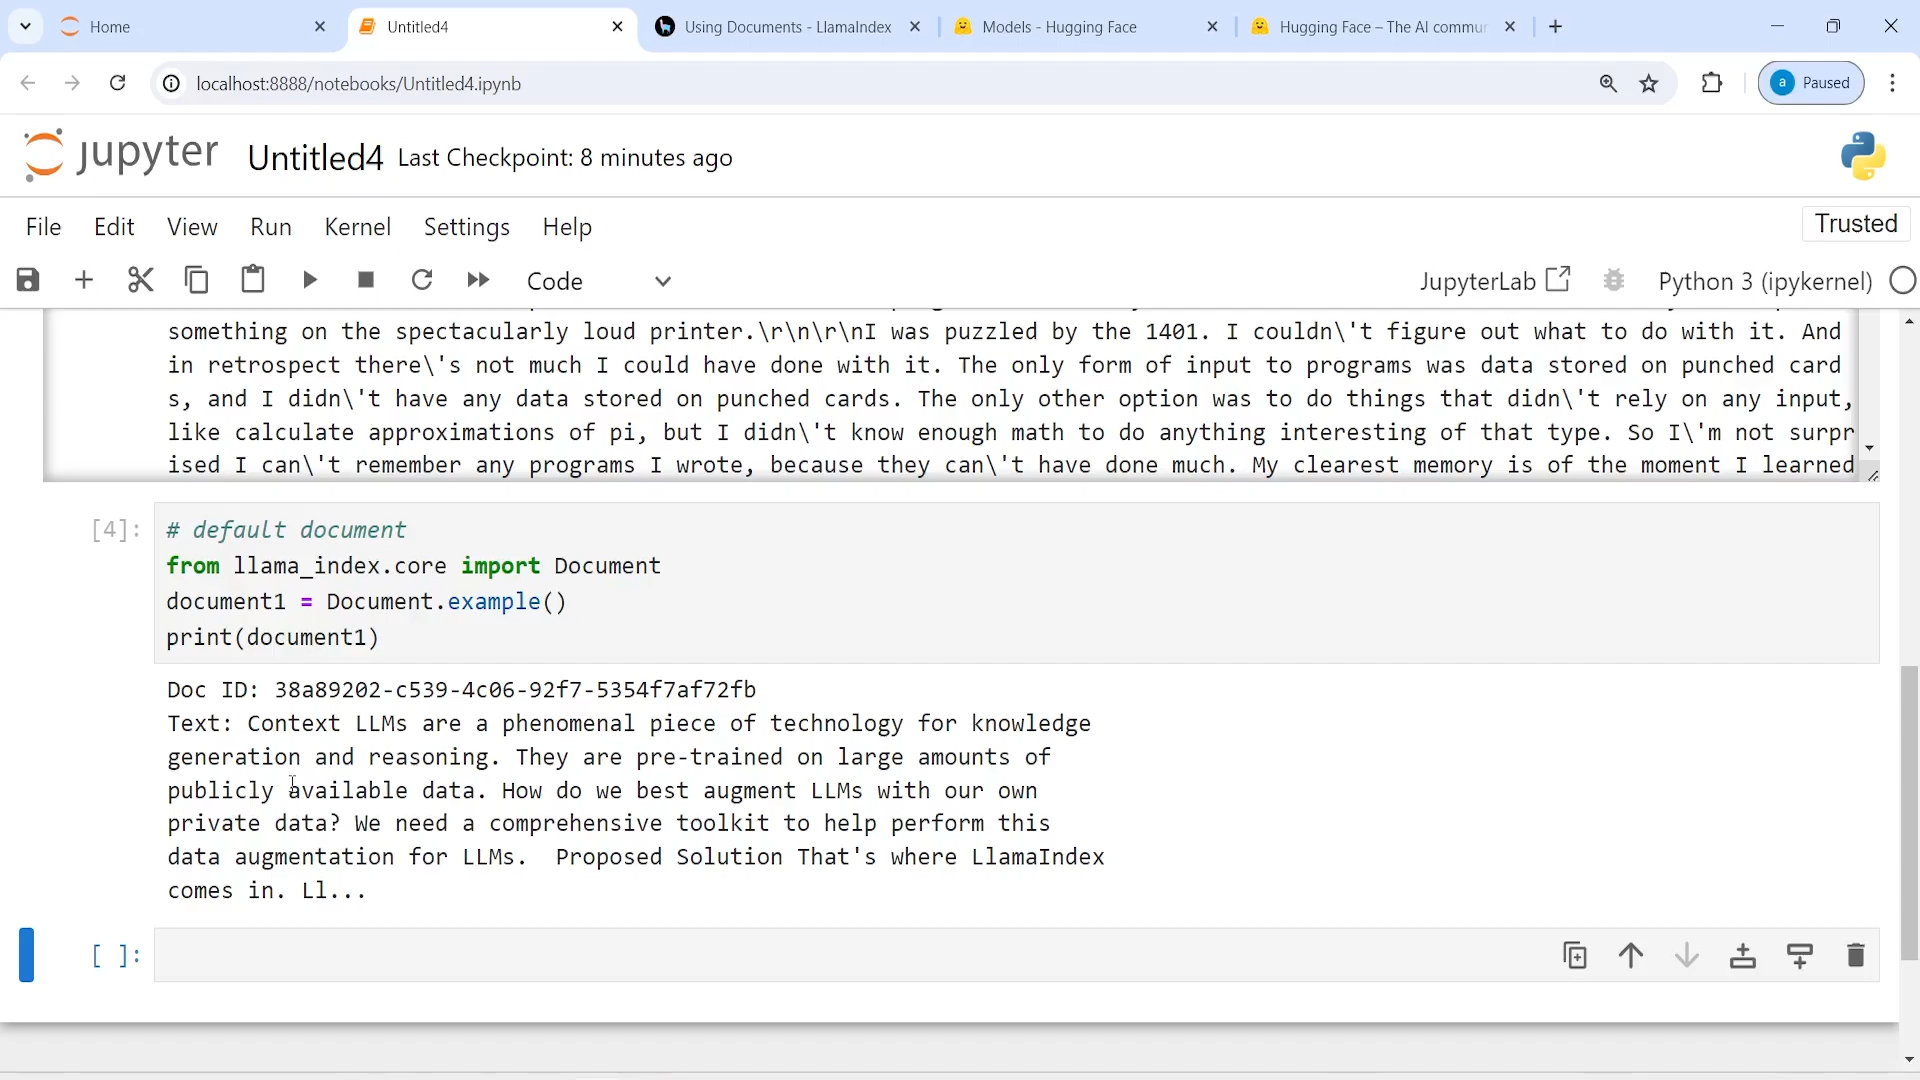 Home
Untitled4
Using Documents - LlamaIndex
Models - Hugging Face
Hugging Face – The AI commu
localhost:8888/notebooks/Untitled4.ipynb
a Paused
jupyter Untitled4 Last Checkpoint: 8 minutes ago
File Edit View Run Kernel Settings Help
Trusted
Code
JupyterLab
Python 3 (ipykernel)
something on the spectacularly loud printer.\r\n\r\nI was puzzled by the 1401. I couldn\'t figure out what to do with it. And
in retrospect there\'s not much I could have done with it. The only form of input to programs was data stored on punched card
s, and I didn\'t have any data stored on punched cards. The only other option was to do things that didn\'t rely on any input,
like calculate approximations of pi, but I didn\'t know enough math to do anything interesting of that type. So I\'m not surpr
ised I can\'t remember any programs I wrote, because they can\'t have done much. My clearest memory is of the moment I learned
[4]:
# default document
from llama_index.core import Document
document1 = Document.example()
print(document1)
Doc ID: 38a89202-c539-4c06-92f7-5354f7af72fb
Text: Context LLMs are a phenomenal piece of technology for knowledge
generation and reasoning. They are pre-trained on large amounts of
publicly available data. How do we best augment LLMs with our own
private data? We need a comprehensive toolkit to help perform this
data augmentation for LLMs.  Proposed Solution That's where LlamaIndex
comes in. Ll...
[ ]: